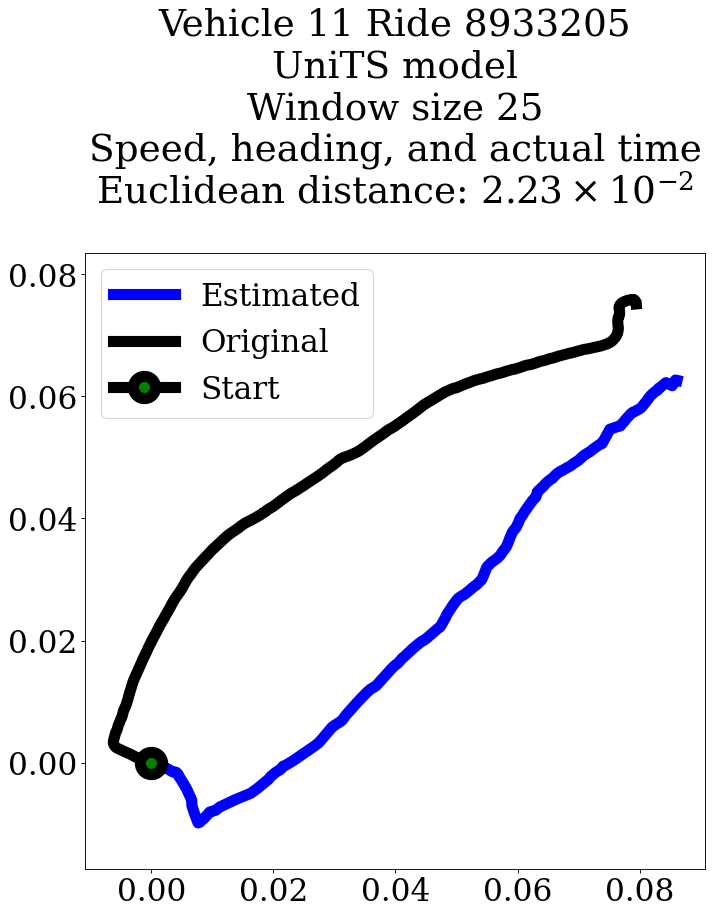 Vehicle 11 Ride 8933205
UniTS model
Window size 25
Speed, heading, and actual time
Euclidean distance: 2.23 × 10⁻²
0.08
0.06
0.04
0.02
0.00
Estimated
Original
Start
0.00 0.02 0.04 0.06 0.08